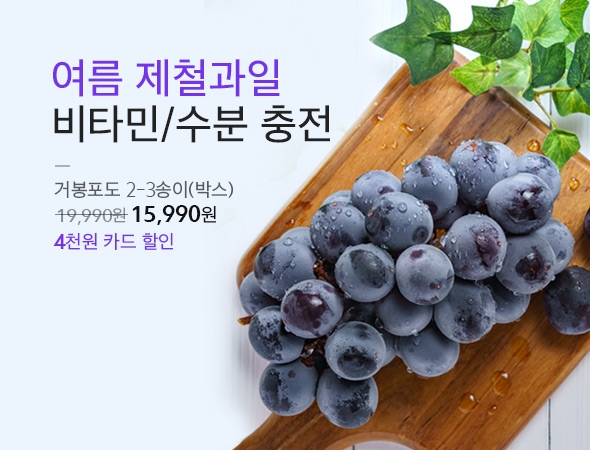 여름 제철과일
비타민/수분 충전
거봉포도 2-3송이(박스)
19,990원 15,990원
4천원 카드 할인